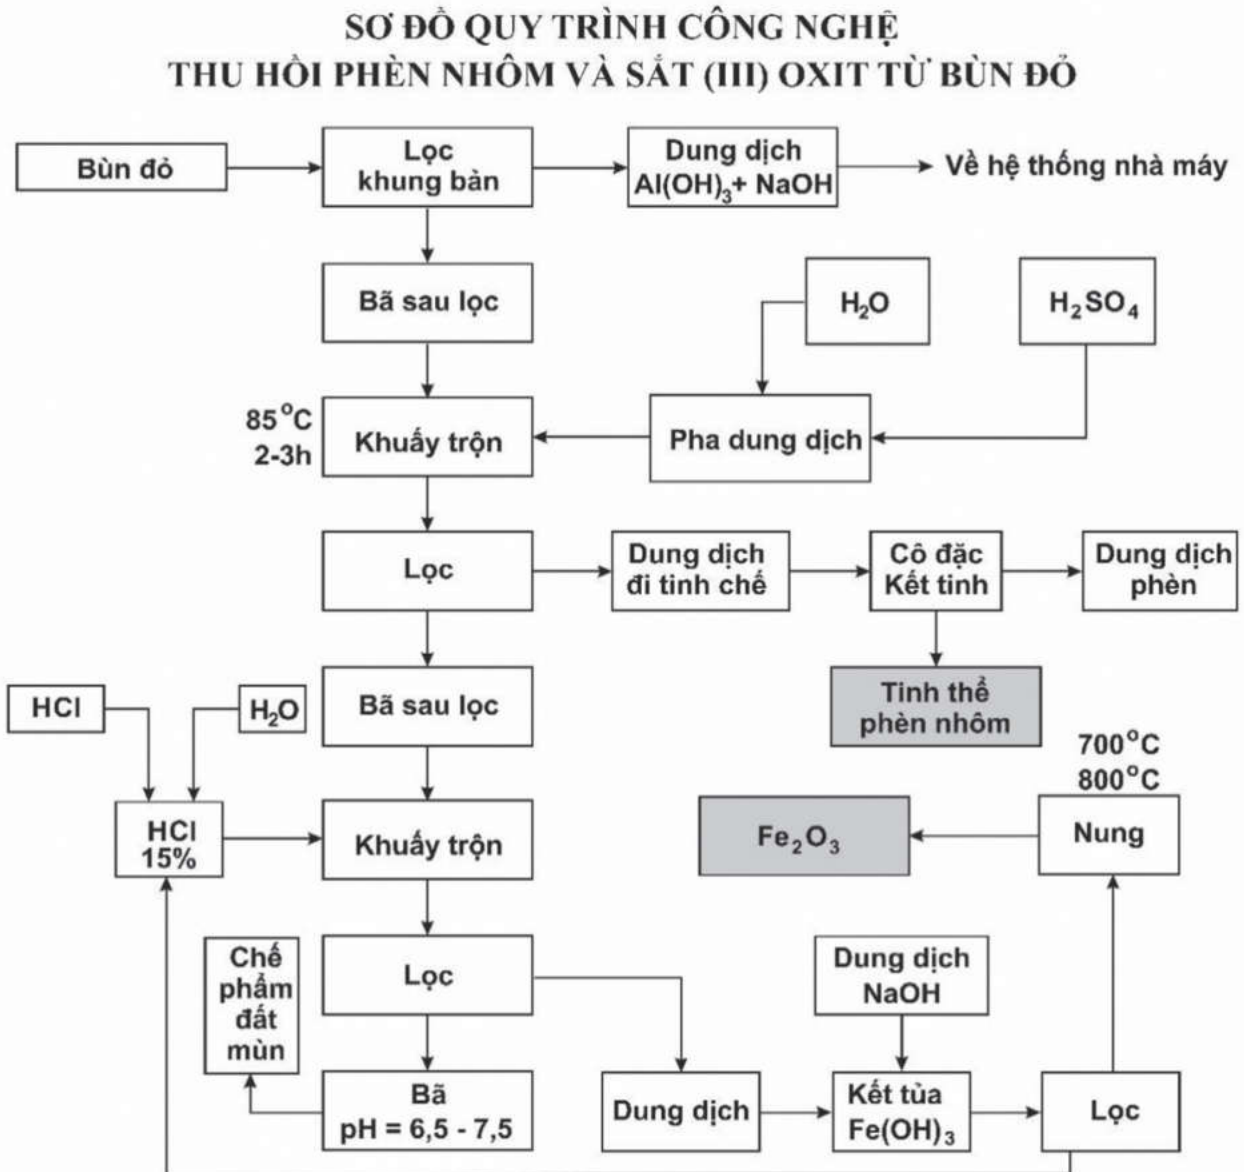 SƠ ĐỒ QUY TRÌNH CÔNG NGHỆ
THU HỒI PHÈN NHÔM VÀ SẮT (III) OXIT TỪ BÙN ĐỎ
Bùn đỏ
Lọc
khung bản
Dung dịch
Al(OH)₃+ NaOH
Về hệ thống nhà máy
Bã sau lọc
H₂O
H₂SO₄
85°C
2-3h
Khuấy trộn
Pha dung dịch
Lọc
Dung dịch
đi tinh chế
Cô đặc
Kết tinh
Dung dịch
phèn
HCl
H₂O
Bã sau lọc
Tinh thể
phèn nhôm
700°C
800°C
HCl
15%
Khuấy trộn
Fe₂O₃
Nung
Chế
phẩm
đất
mùn
Lọc
Dung dịch
NaOH
Bã
pH = 6,5 - 7,5
Dung dịch
Kết tủa
Fe(OH)₃
Lọc